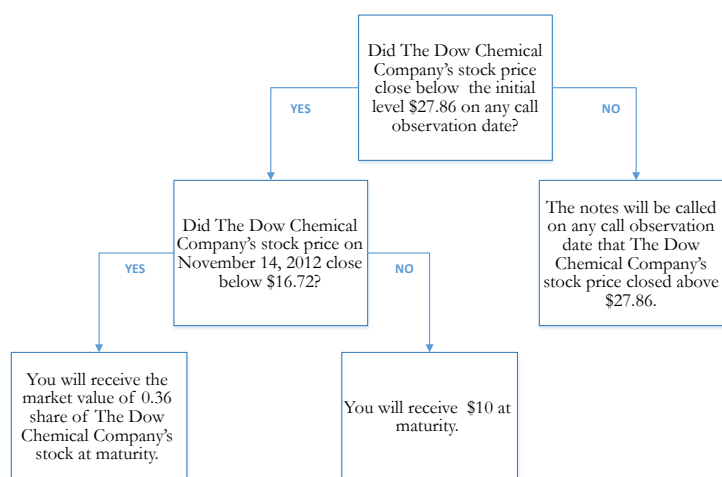 Did The Dow Chemical
Company's stock price
close below the initial
level $27.86 on any call
observation date?
YES
NO
Did The Dow Chemical
Company's stock price on
November 14, 2012 close
below $16.72?
The notes will be called
on any call observation
date that The Dow
Chemical Company's
stock price closed above
$27.86.
YES
NO
You will receive the
market value of 0.36
share of The Dow
Chemical Company's
stock at maturity.
You will receive $10 at
maturity.